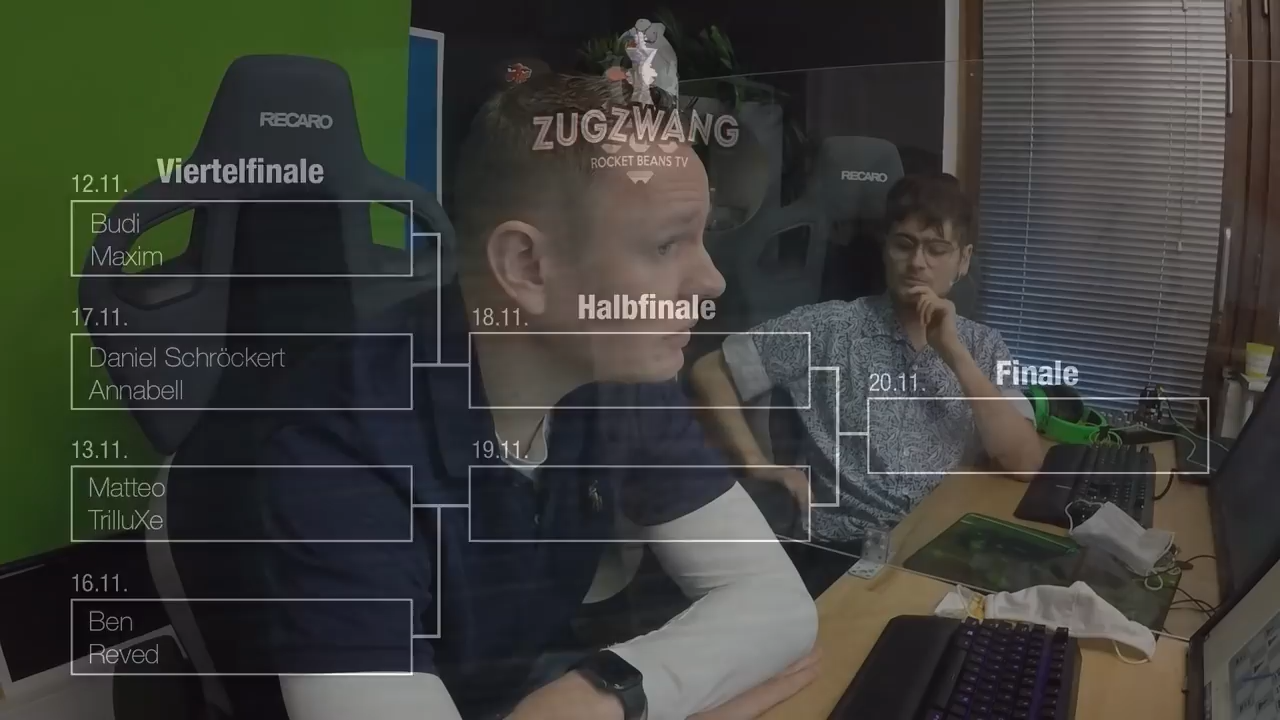 RECARO
ZUGZWANG
ROCKET BEANS TV
RECARO
Viertelfinale
12.11.
Budi
Maxim
17.11.
Daniel Schröckert
Annabell
13.11.
Matteo
TrilluXe
16.11.
Ben
Reved
Halbfinale
18.11.
19.11.
Finale
20.11.